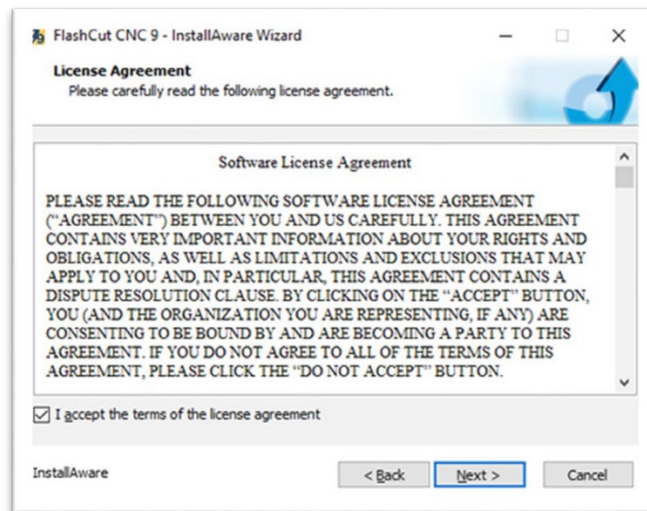 FlashCut CNC 9 - InstallAware Wizard
License Agreement
Please carefully read the following license agreement.
Software License Agreement
PLEASE READ THE FOLLOWING SOFTWARE LICENSE AGREEMENT
("AGREEMENT") BETWEEN YOU AND US CAREFULLY. THIS AGREEMENT
CONTAINS VERY IMPORTANT INFORMATION ABOUT YOUR RIGHTS AND
OBLIGATIONS, AS WELL AS LIMITATIONS AND EXCLUSIONS THAT MAY
APPLY TO YOU AND, IN PARTICULAR, THIS AGREEMENT CONTAINS A
DISPUTE RESOLUTION CLAUSE. BY CLICKING ON THE "ACCEPT" BUTTON,
YOU (AND THE ORGANIZATION YOU ARE REPRESENTING, IF ANY) ARE
CONSENTING TO BE BOUND BY AND ARE BECOMING A PARTY TO THIS
AGREEMENT. IF YOU DO NOT AGREE TO ALL OF THE TERMS OF THIS
AGREEMENT, PLEASE CLICK THE "DO NOT ACCEPT" BUTTON.
I accept the terms of the license agreement
InstallAware
< Back Next > Cancel